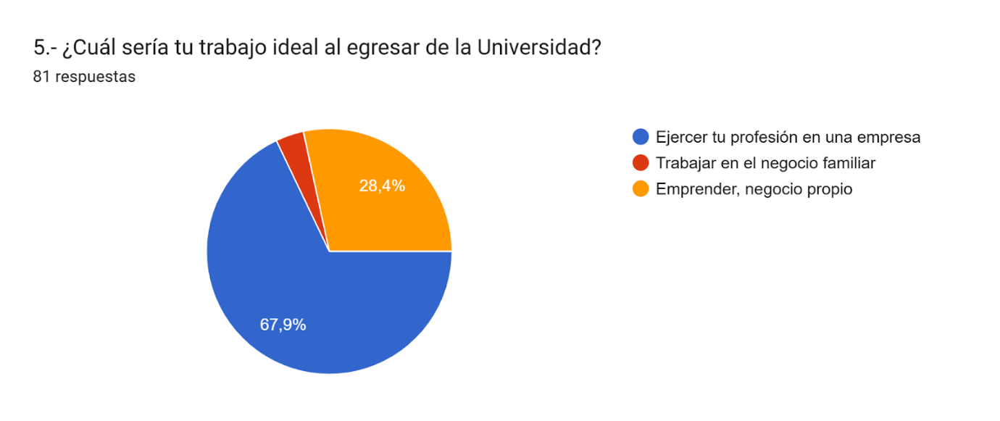 5.- ¿Cuál sería tu trabajo ideal al egresar de la Universidad?
81 respuestas
28,4%
67,9%
Ejercer tu profesión en una empresa
Trabajar en el negocio familiar
Emprender, negocio propio